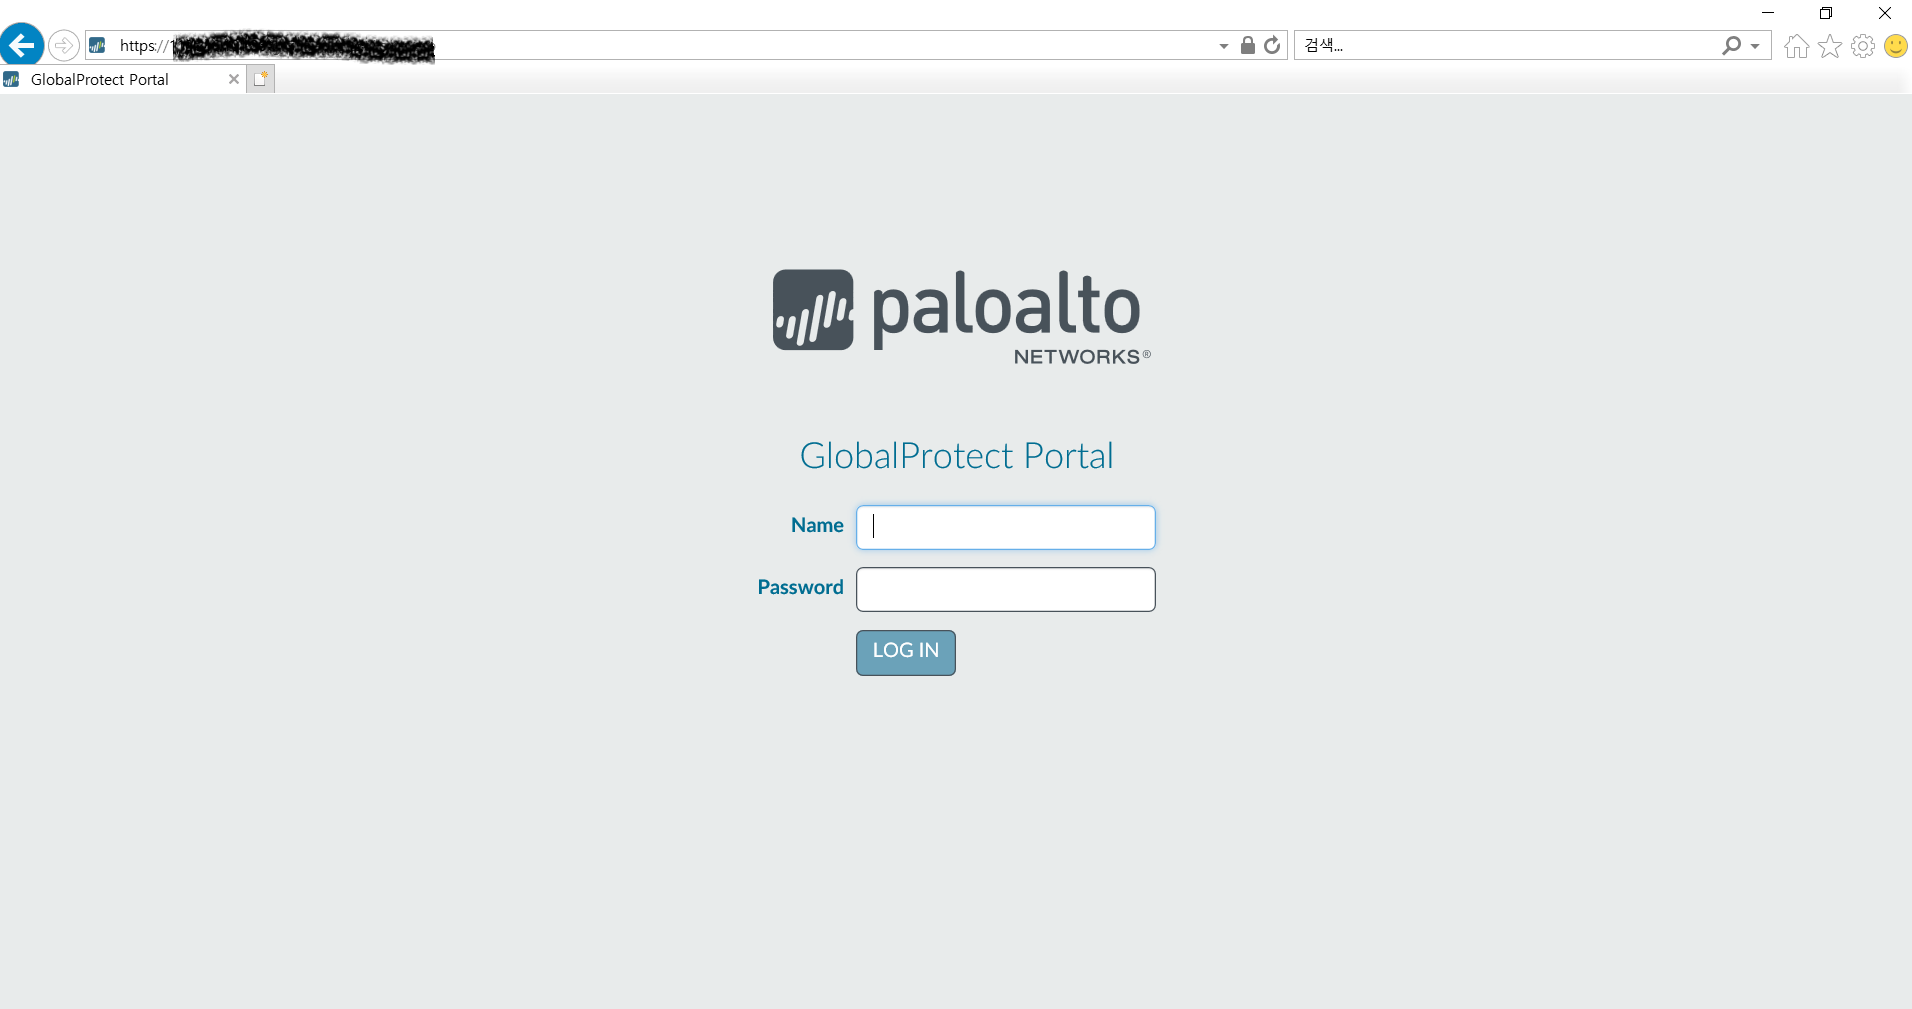 https://
검색...
GlobalProtect Portal
paloalto
NETWORKS®
GlobalProtect Portal
Name
Password
LOG IN